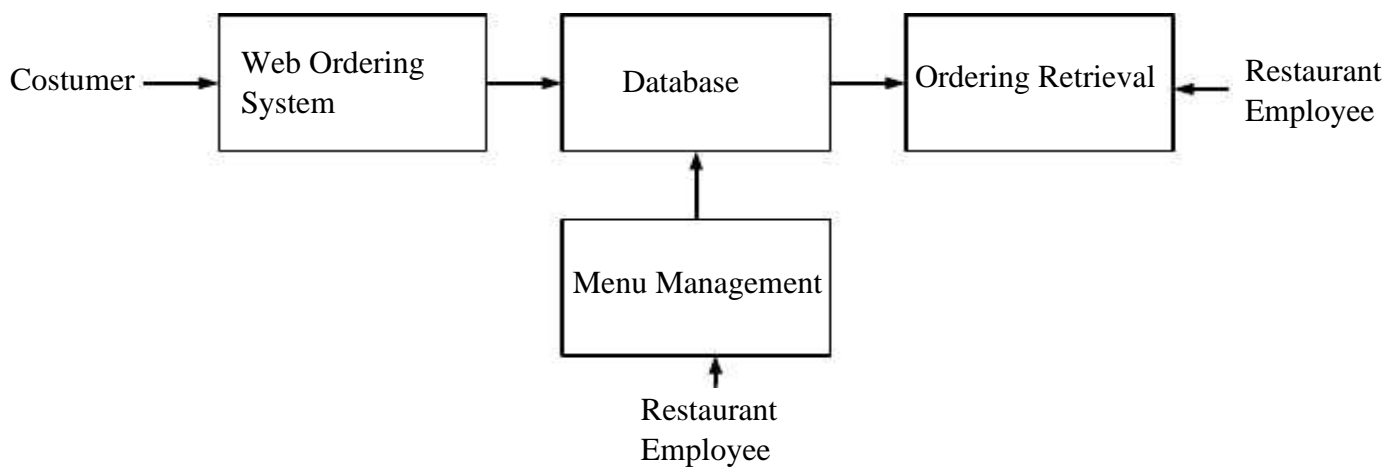 Costumer
Web Ordering
System
Database
Ordering Retrieval
Restaurant
Employee
Menu Management
Restaurant
Employee